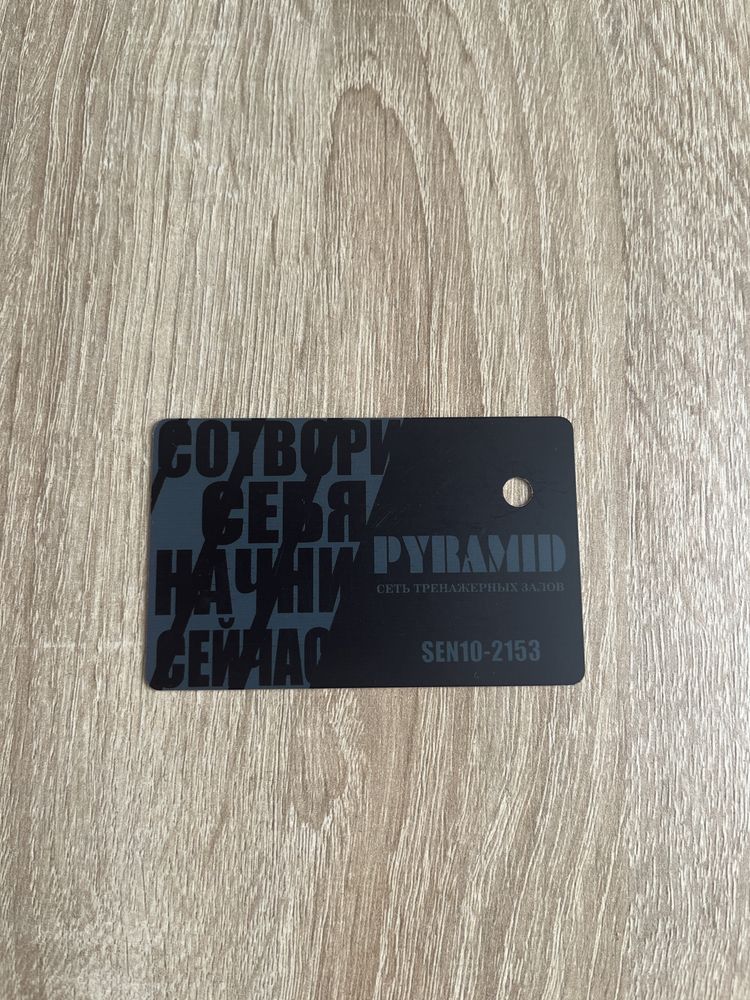 СОТВОРИ
СЕБЯ
НАЧНИ
СЕЙЧАС
PYRAMID
СЕТЬ ТРЕНАЖЕРНЫХ ЗАЛОВ
SEN10-2153